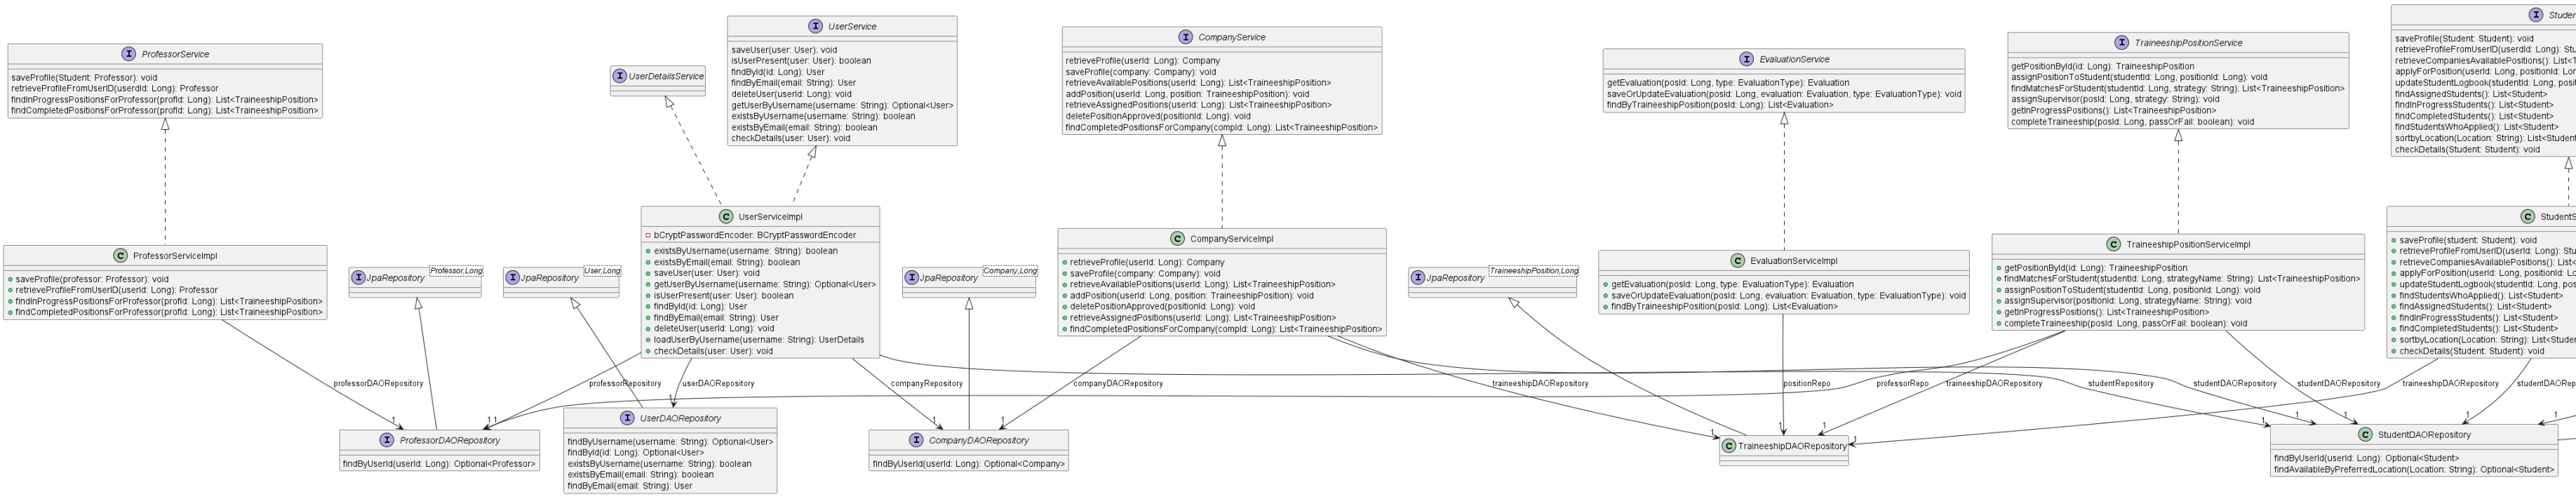 I ProfessorService
saveProfile(Student: Professor): void
retrieveProfileFromUserID(userdId: Long): Professor
findInProgressPositionsForProfessor(profId: Long): List<TraineeshipPosition>
findCompletedPositionsForProfessor(profId: Long): List<TraineeshipPosition>
I UserDetailsService
I UserService
saveUser(user: User): void
isUserPresent(user: User): boolean
findById(id: Long): User
findByEmail(email: String): User
deleteUser(userId: Long): void
getUserByUsername(username: String): Optional<User>
existsByUsername(username: String): boolean
existsByEmail(email: String): boolean
checkDetails(user: User): void
I CompanyService
retrieveProfile(userId: Long): Company
saveProfile(company: Company): void
retrieveAvailablePositions(userId: Long): List<TraineeshipPosition>
addPosition(userId: Long, position: TraineeshipPosition): void
retrieveAssignedPositions(userId: Long): List<TraineeshipPosition>
deletePositionApproved(positionId: Long): void
findCompletedPositionsForCompany(compId: Long): List<TraineeshipPosition>
I EvaluationService
getEvaluation(posId: Long, type: EvaluationType): Evaluation
saveOrUpdateEvaluation(posId: Long, evaluation: Evaluation, type: EvaluationType): void
findByTraineeshipPosition(posId: Long): List<Evaluation>
I TraineeshipPositionService
getPositionById(id: Long): TraineeshipPosition
assignPositionToStudent(studentId: Long, positionId: Long): void
findMatchesForStudent(studentId: Long, strategy: String): List<TraineeshipPosition>
assignSupervisor(posId: Long, strategy: String): void
getInProgressPositions(): List<TraineeshipPosition>
completeTraineeship(posId: Long, passOrFail: boolean): void
I Studen
saveProfile(Student: Student): void
retrieveProfileFromUserID(userdId: Long): Stu
retrieveCompaniesAvailablePositions(): List<T
applyForPosition(userId: Long, positionId: Lon
updateStudentLogbook(studentId: Long, posit
findAssignedStudents(): List<Student>
findInProgressStudents(): List<Student>
findCompletedStudents(): List<Student>
findStudentsWhoApplied(): List<Student>
sortbyLocation(Location: String): List<Student
checkDetails(Student: Student): void
C ProfessorServiceImpl
saveProfile(professor: Professor): void
retrieveProfileFromUserID(userId: Long): Professor
findInProgressPositionsForProfessor(profId: Long): List<TraineeshipPosition>
findCompletedPositionsForProfessor(profId: Long): List<TraineeshipPosition>
I JpaRepository Professor,Long
I JpaRepository User,Long
C UserServiceImpl
bCryptPasswordEncoder: BCryptPasswordEncoder
existsByUsername(username: String): boolean
existsByEmail(email: String): boolean
saveUser(user: User): void
getUserByUsername(username: String): Optional<User>
isUserPresent(user: User): boolean
findById(id: Long): User
findByEmail(email: String): User
deleteUser(userId: Long): void
loadUserByUsername(username: String): UserDetails
checkDetails(user: User): void
I JpaRepository Company,Long
C CompanyServiceImpl
retrieveProfile(userId: Long): Company
saveProfile(company: Company): void
retrieveAvailablePositions(userId: Long): List<TraineeshipPosition>
addPosition(userId: Long, position: TraineeshipPosition): void
deletePositionApproved(positionId: Long): void
retrieveAssignedPositions(userId: Long): List<TraineeshipPosition>
findCompletedPositionsForCompany(compId: Long): List<TraineeshipPosition>
I JpaRepository TraineeshipPosition,Long
C EvaluationServiceImpl
getEvaluation(posId: Long, type: EvaluationType): Evaluation
saveOrUpdateEvaluation(posId: Long, evaluation: Evaluation, type: EvaluationType): void
findByTraineeshipPosition(posId: Long): List<Evaluation>
C TraineeshipPositionServiceImpl
getPositionById(id: Long): TraineeshipPosition
findMatchesForStudent(studentId: Long, strategyName: String): List<TraineeshipPosition>
assignPositionToStudent(studentId: Long, positionId: Long): void
assignSupervisor(positionId: Long, strategyName: String): void
getInProgressPositions(): List<TraineeshipPosition>
completeTraineeship(posId: Long, passOrFail: boolean): void
C StudentS
saveProfile(student: Student): void
retrieveProfileFromUserID(userId: Long): Stu
retrieveCompaniesAvailablePositions(): List<
applyForPosition(userId: Long, positionId: Lo
updateStudentLogbook(studentId: Long, pos
findStudentsWhoApplied(): List<Student>
findAssignedStudents(): List<Student>
findInProgressStudents(): List<Student>
findCompletedStudents(): List<Student>
sortbyLocation(Location: String): List<Studer
checkDetails(Student: Student): void
professorDAORepository
professorRepository
userDAORepository
companyRepository
companyDAORepository
traineeshipDAORepository
positionRepo
professorRepo
traineeshipDAORepository
studentRepository
studentDAORepository
studentDAORepository
traineeshipDAORepository
studentDAORep
1
1 1
1
1
1
1
1
1
1
1
1
1
1
1
I ProfessorDAORepository
findByUserId(userId: Long): Optional<Professor>
I UserDAORepository
findByUsername(username: String): Optional<User>
findById(id: Long): Optional<User>
existsByUsername(username: String): boolean
existsByEmail(email: String): boolean
findByEmail(email: String): User
I CompanyDAORepository
findByUserId(userId: Long): Optional<Company>
C TraineeshipDAORepository
C StudentDAORepository
findByUserId(userId: Long): Optional<Student>
findAvailableByPreferredLocation(Location: String): Optional<Student>